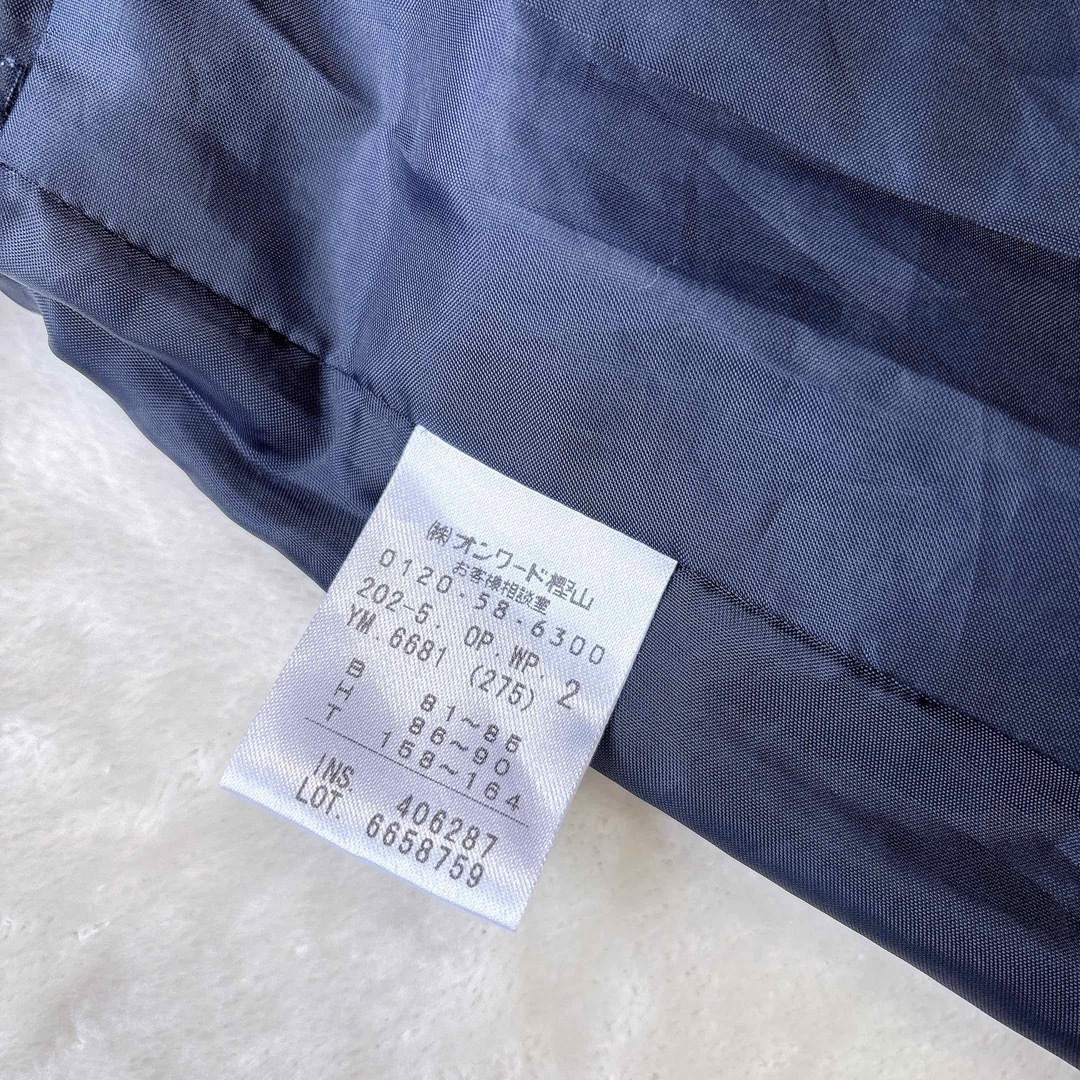 ㈱オンワード樫山
お客様相談室
0120・58・6300
202-5. OP. WP. 2
YM. 6681 (275)
B 81～85
H 86～90
T 158～164
INS. 406287
LOT. 6658759